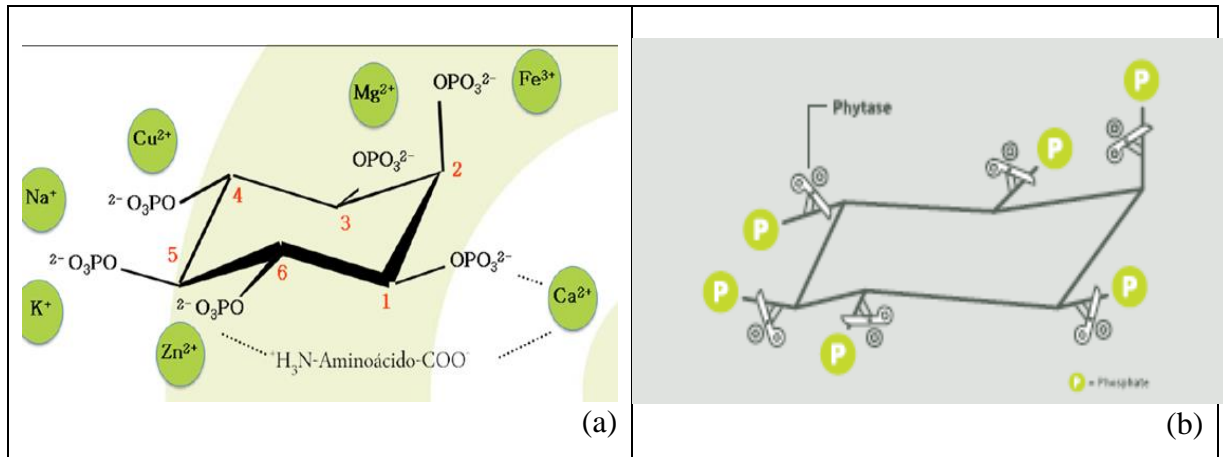 OPO₃²⁻
Fe³⁺
Mg²⁺
Cu²⁺
OPO₃²⁻
2
Na⁺
²⁻O₃PO
4
3
5
²⁻O₃PO
6
OPO₃²⁻
²⁻O₃PO
1
Ca²⁺
K⁺
Zn²⁺
⁺H₃N-Aminoácido-COO⁻
(a)
Phytase
P
P
P
P
P
P
P = Phosphate
(b)